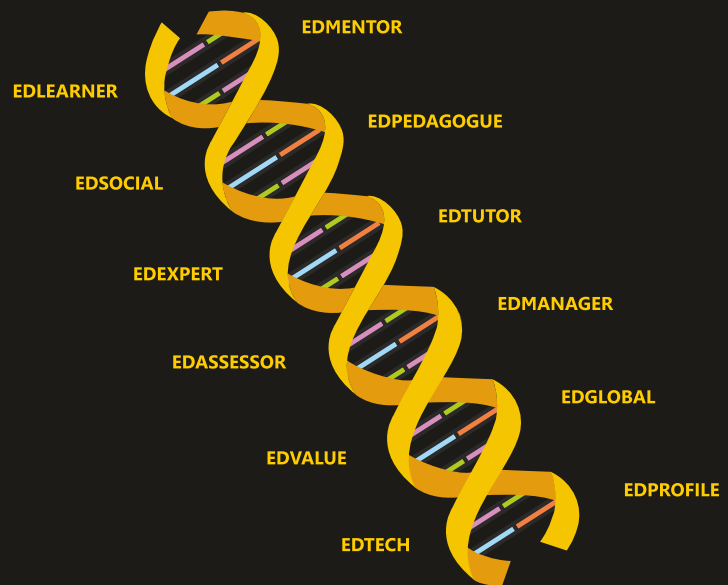 EDMENTOR
EDLEARNER
EDPEDAGOGUE
EDSOCIAL
EDTUTOR
EDEXPERT
EDMANAGER
EDASSESSOR
EDGLOBAL
EDVALUE
EDPROFILE
EDTECH